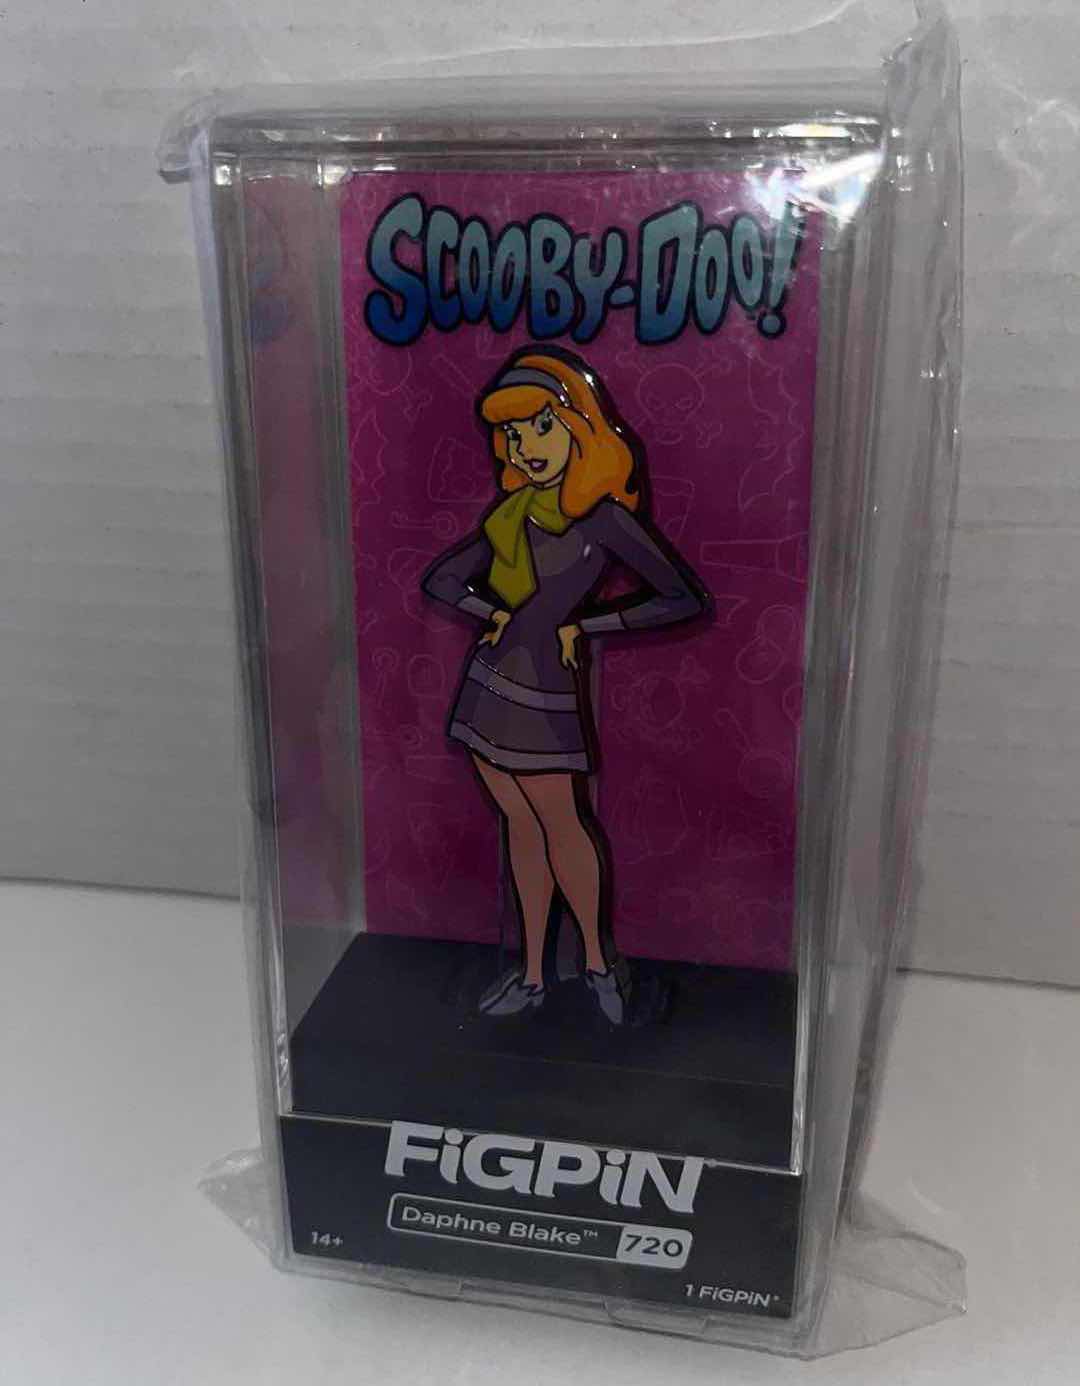 SCOOBY-DOO!
FiGPiN
Daphne Blake™ 720
14+
1 FiGPiN®